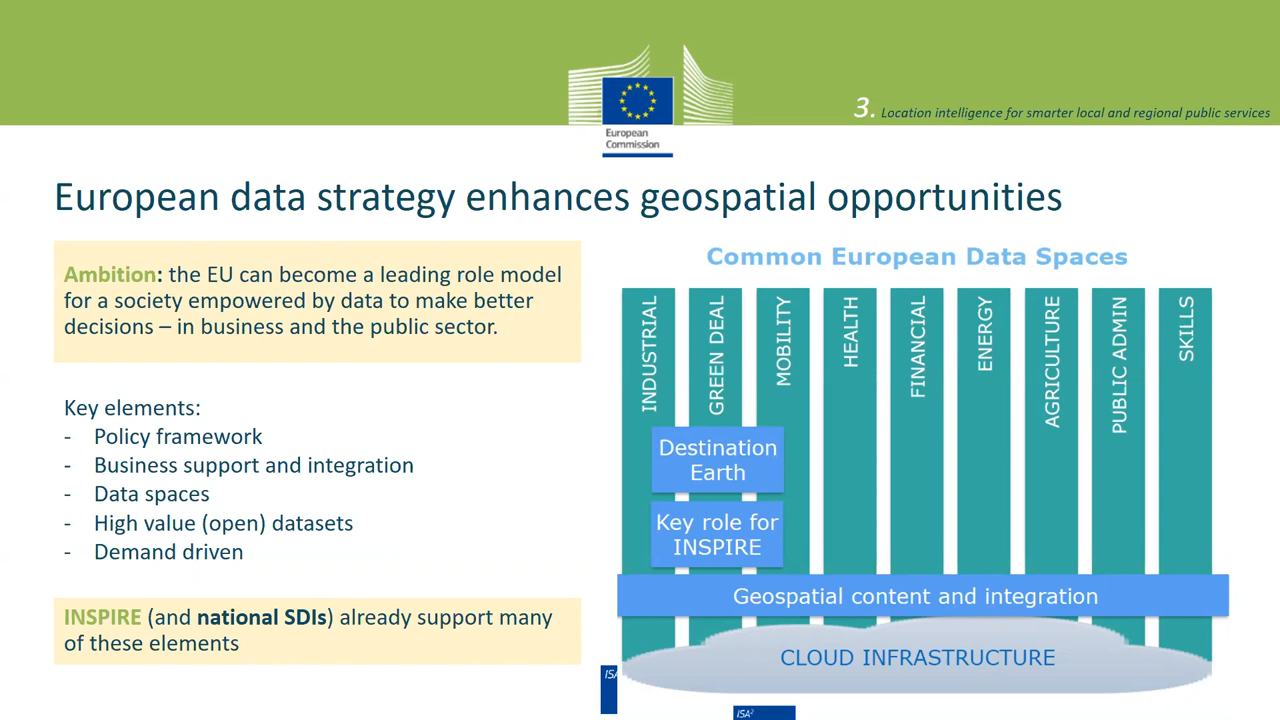 European
Commission
3. Location intelligence for smarter local and regional public services
European data strategy enhances geospatial opportunities
Ambition: the EU can become a leading role model
for a society empowered by data to make better
decisions – in business and the public sector.
Key elements:
- Policy framework
- Business support and integration
- Data spaces
- High value (open) datasets
- Demand driven
INSPIRE (and national SDIs) already support many
of these elements
Common European Data Spaces
INDUSTRIAL
GREEN DEAL
MOBILITY
HEALTH
FINANCIAL
ENERGY
AGRICULTURE
PUBLIC ADMIN
SKILLS
Destination
Earth
Key role for
INSPIRE
Geospatial content and integration
CLOUD INFRASTRUCTURE
ISA
ISA²